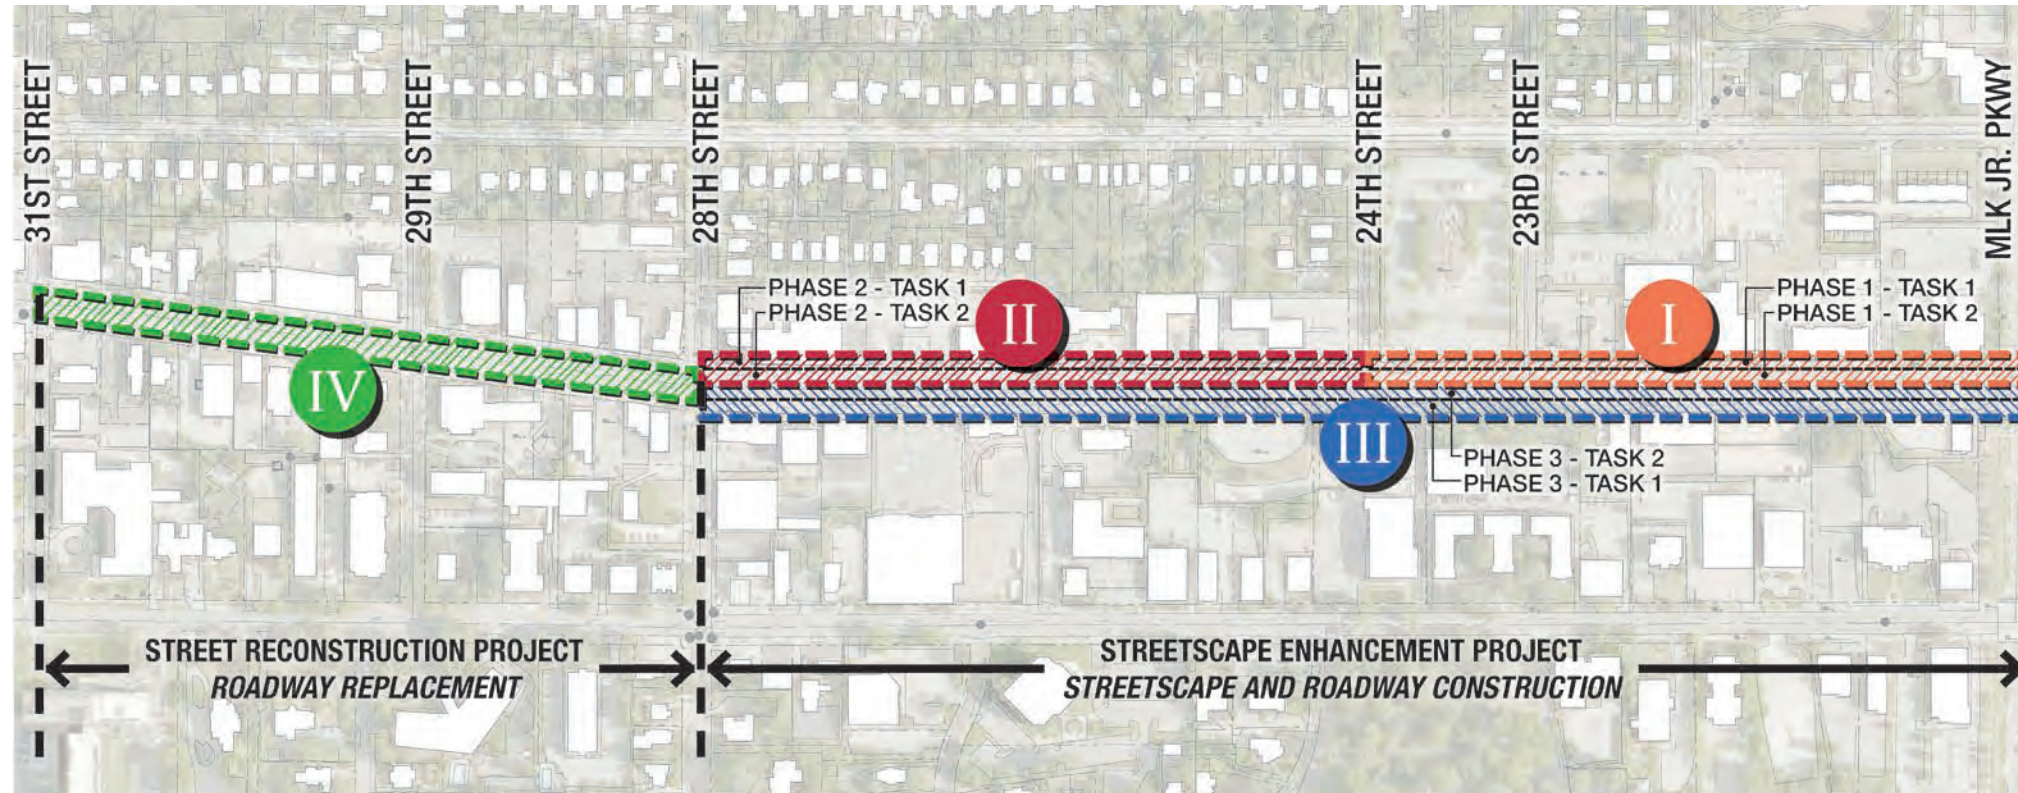 31ST STREET
29TH STREET
28TH STREET
24TH STREET
23RD STREET
MLK JR. PKWY
PHASE 2 - TASK 1
PHASE 2 - TASK 2
II
I
PHASE 1 - TASK 1
PHASE 1 - TASK 2
IV
III
PHASE 3 - TASK 2
PHASE 3 - TASK 1
STREET RECONSTRUCTION PROJECT
ROADWAY REPLACEMENT
STREETSCAPE ENHANCEMENT PROJECT
STREETSCAPE AND ROADWAY CONSTRUCTION